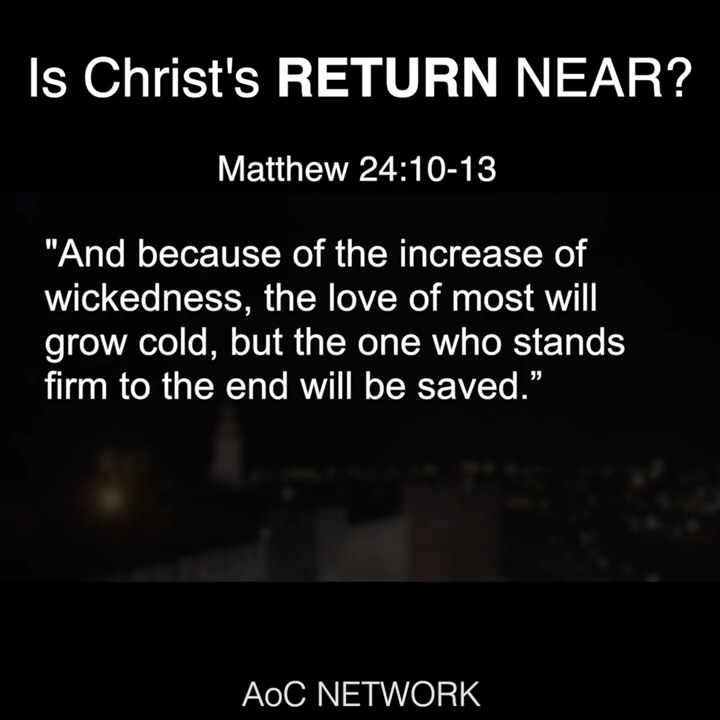 Is Christ's RETURN NEAR?
Matthew 24:10-13
"And because of the increase of
wickedness, the love of most will
grow cold, but the one who stands
firm to the end will be saved.”
AoC NETWORK